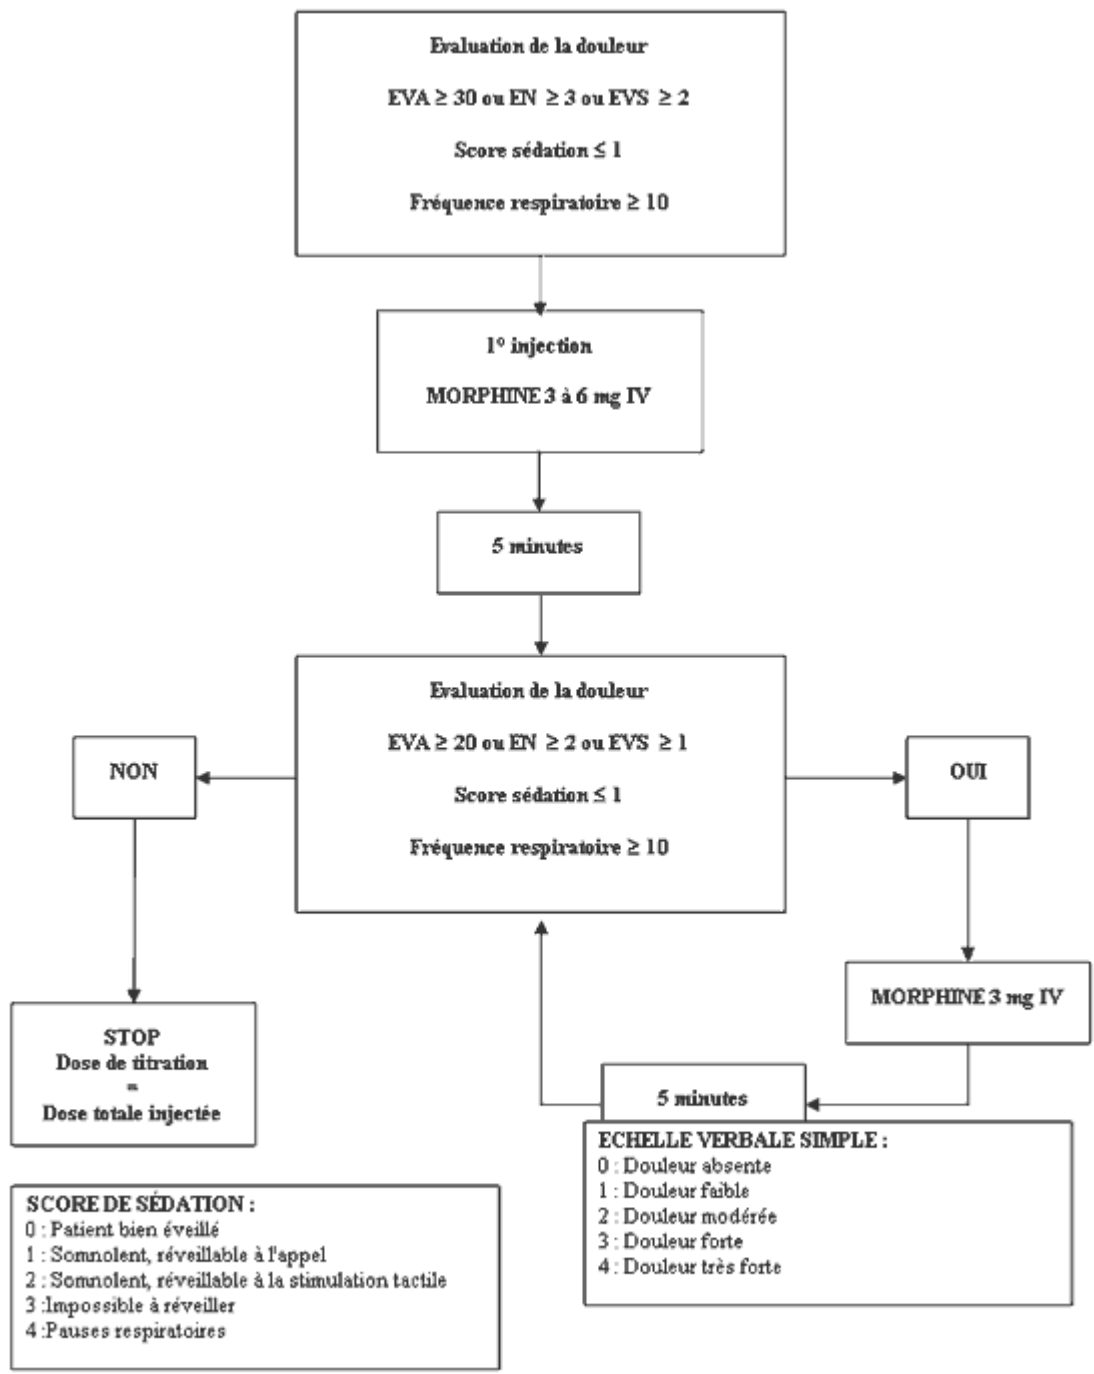 Evaluation de la douleur
EVA ≥ 30 ou EN ≥ 3 ou EVS ≥ 2
Score sédation ≤ 1
Fréquence respiratoire ≥ 10
1° injection
MORPHINE 3 à 6 mg IV
5 minutes
Evaluation de la douleur
EVA ≥ 20 ou EN ≥ 2 ou EVS ≥ 1
Score sédation ≤ 1
Fréquence respiratoire ≥ 10
NON
OUI
MORPHINE 3 mg IV
STOP
Dose de titration
=
Dose totale injectée
5 minutes
ECHELLE VERBALE SIMPLE :
0 : Douleur absente
1 : Douleur faible
2 : Douleur modérée
3 : Douleur forte
4 : Douleur très forte
SCORE DE SÉDATION :
0 : Patient bien éveillé
1 : Somnolent, réveillable à l'appel
2 : Somnolent, réveillable à la stimulation tactile
3 :Impossible à réveiller
4 :Pauses respiratoires